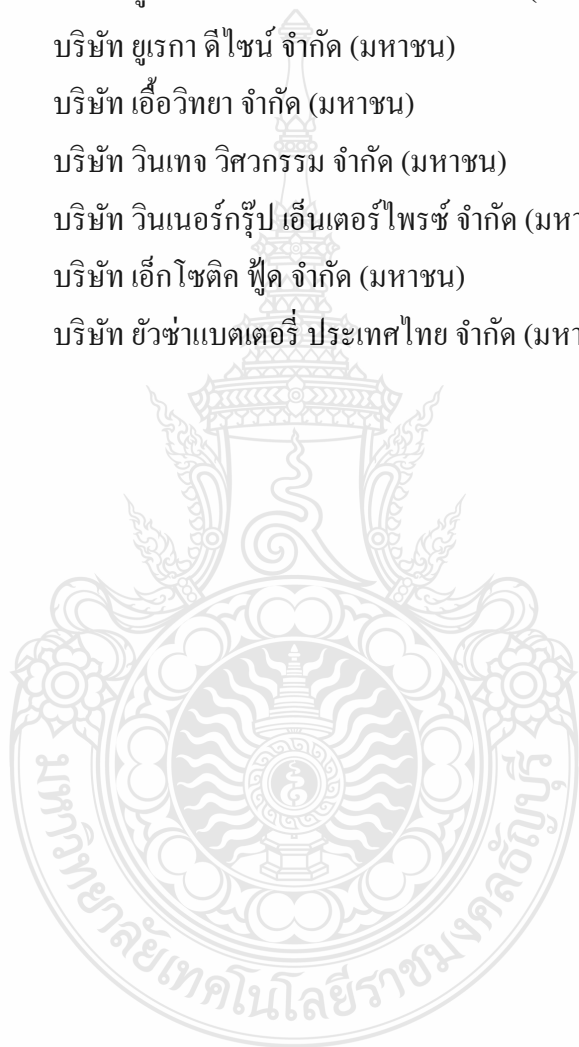 บริษัท ยูเรกา ดีไซน์ จำกัด (มหาชน)
บริษัท เอื้อวิทยา จำกัด (มหาชน)
บริษัท วินเทจ วิศวกรรม จำกัด (มหาชน)
บริษัท วินเนอร์กรุ๊ป เอ็นเตอร์ไพรซ์ จำกัด (มหา
บริษัท เอ็กโซติค ฟู้ด จำกัด (มหาชน)
บริษัท ยัวซ่าแบตเตอรี่ ประเทศไทย จำกัด (มหา
มหาวิทยาลัยเทคโนโลยีราชมงคลธัญบุรี